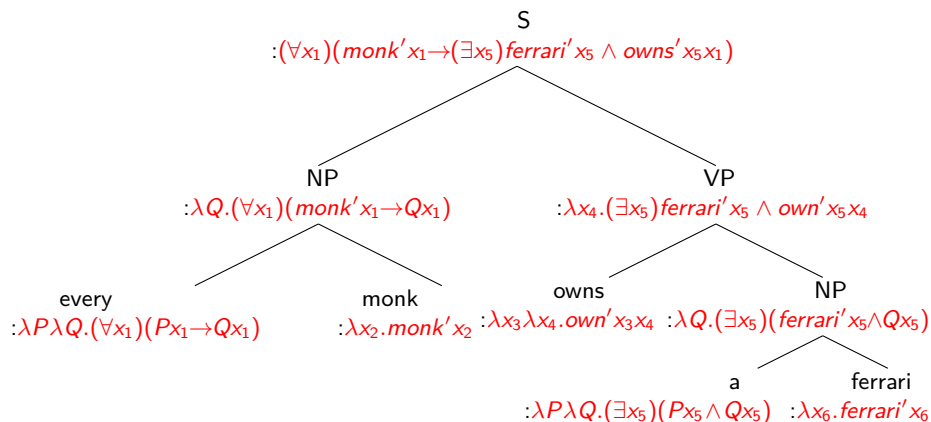 S
:(∀x₁)(monk′x₁→(∃x₅)ferrari′x₅ ∧ owns′x₅x₁)
NP VP
:λQ.(∀x₁)(monk′x₁→Qx₁) :λx₄.(∃x₅)ferrari′x₅ ∧ own′x₅x₄
every monk owns NP
:λPλQ.(∀x₁)(Px₁→Qx₁) :λx₂.monk′x₂ :λx₃λx₄.own′x₃x₄ :λQ.(∃x₅)(ferrari′x₅∧Qx₅)
a ferrari
:λPλQ.(∃x₅)(Px₅∧Qx₅) :λx₆.ferrari′x₆